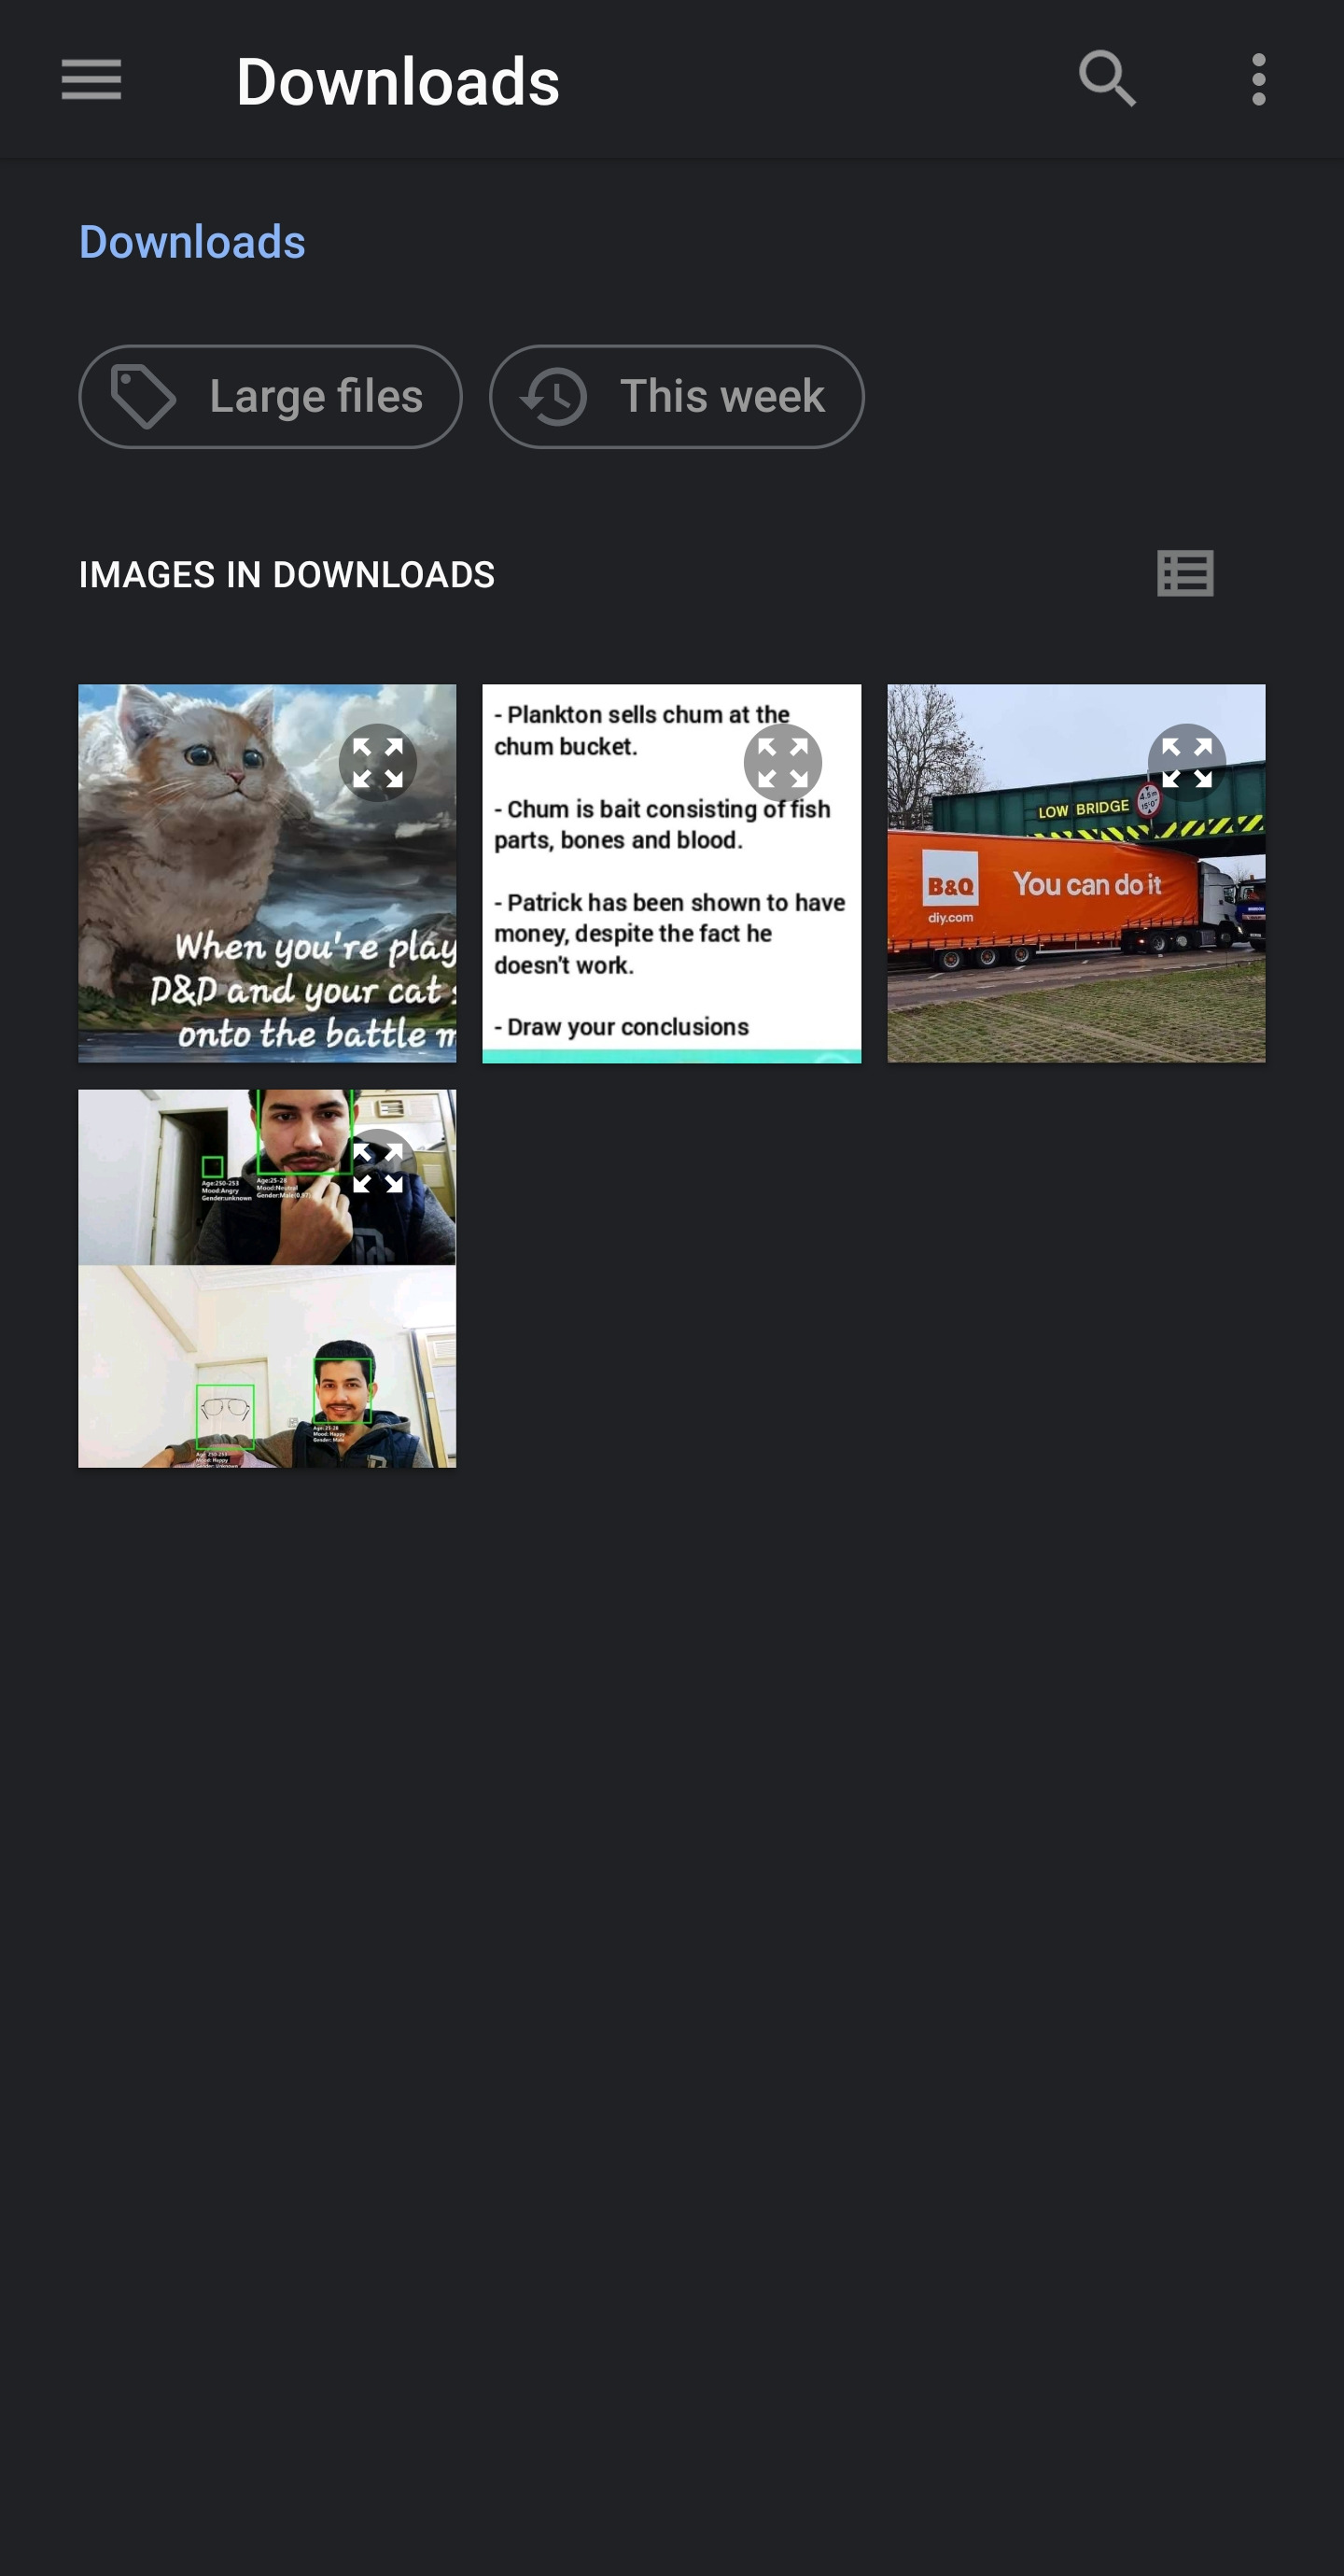 Downloads
Downloads
Large files
This week
IMAGES IN DOWNLOADS
When you're play
D&D and your cat
onto the battle m
- Plankton sells chum at the
chum bucket.
- Chum is bait consisting of fish
parts, bones and blood.
- Patrick has been shown to have
money, despite the fact he
doesn't work.
- Draw your conclusions
LOW BRIDGE
4.5m
15'0"
B&Q
You can do it
diy.com
Age:250-253
Mood:Angry
Gender:unknown
Age:25-28
Mood:Neutral
Gender:Male(0.97)
Mood: Happy
Gender: Male
Age: 250-253
Mood: Happy
Gender: Unknown